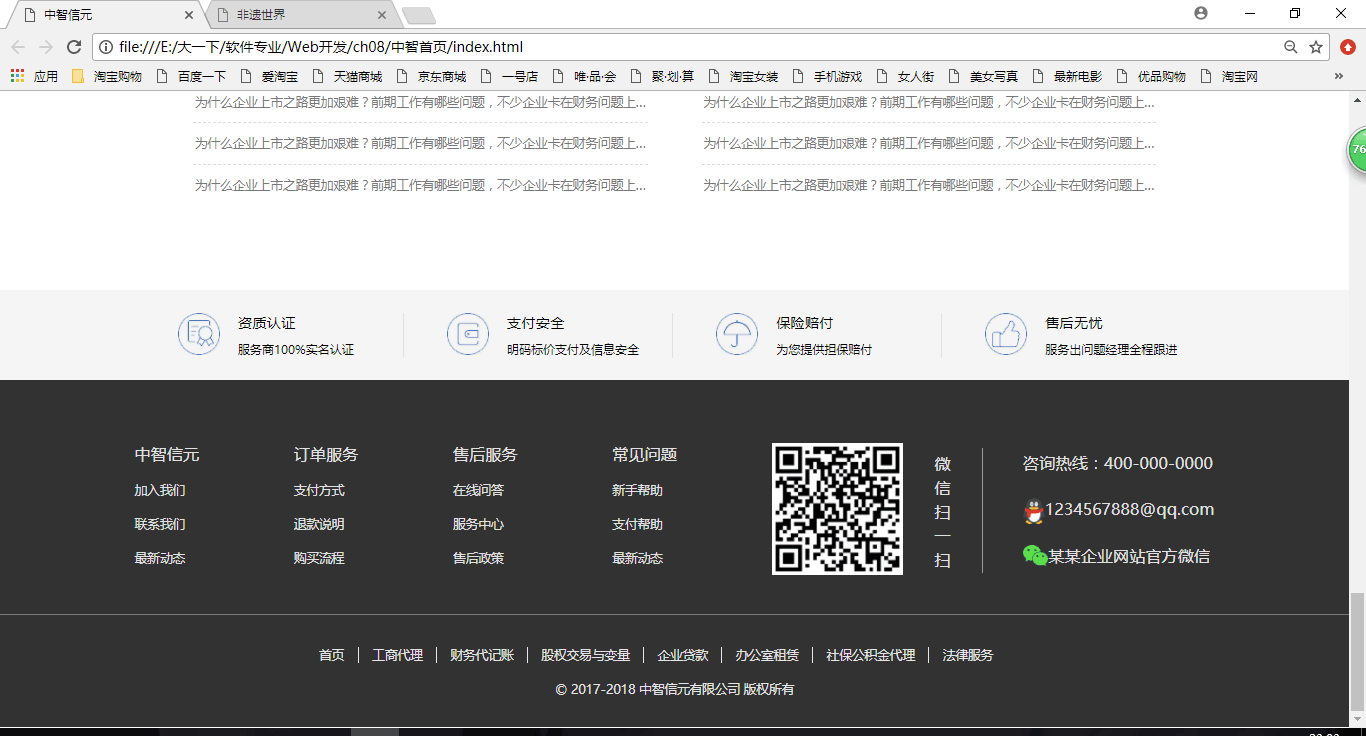 中智信元 非遗世界
file:///E:/大一下/软件专业/Web开发/ch08/中智首页/index.html
应用 淘宝购物 百度一下 爱淘宝 天猫商城 京东商城 一号店 唯·品·会 聚·划·算 淘宝女装 手机游戏 女人街 美女写真 最新电影 优品购物 淘宝网 »
为什么企业上市之路更加艰难？前期工作有哪些问题，不少企业卡在财务问题上... 为什么企业上市之路更加艰难？前期工作有哪些问题，不少企业卡在财务问题上...
为什么企业上市之路更加艰难？前期工作有哪些问题，不少企业卡在财务问题上... 为什么企业上市之路更加艰难？前期工作有哪些问题，不少企业卡在财务问题上...
76
为什么企业上市之路更加艰难？前期工作有哪些问题，不少企业卡在财务问题上... 为什么企业上市之路更加艰难？前期工作有哪些问题，不少企业卡在财务问题上...
资质认证 支付安全 保险赔付 售后无忧
服务商100%实名认证 明码标价支付及信息安全 为您提供担保赔付 服务出问题经理全程跟进
中智信元 订单服务 售后服务 常见问题
加入我们 支付方式 在线问答 新手帮助
联系我们 退款说明 服务中心 支付帮助
最新动态 购买流程 售后政策 最新动态
微
信
扫
一
扫
咨询热线：400-000-0000
1234567888@qq.com
某某企业网站官方微信
首页 工商代理 财务代记账 股权交易与变量 企业贷款 办公室租赁 社保公积金代理 法律服务
© 2017-2018 中智信元有限公司 版权所有